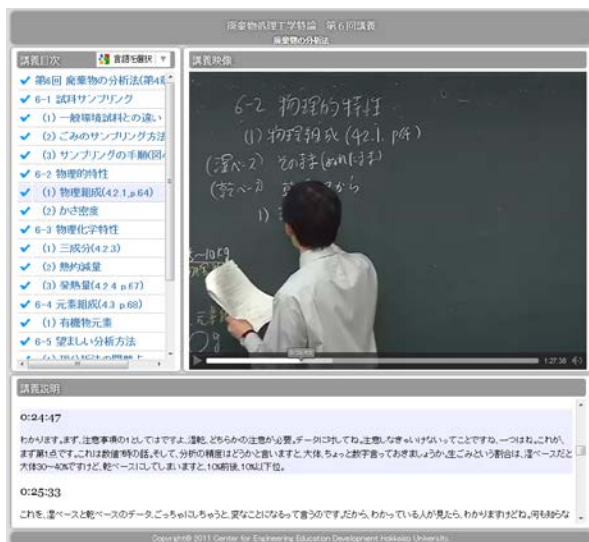 廃棄物処理工学特論 第6回講義
廃棄物の分析法
講義目次
言語を選択 ▼
第6回 廃棄物の分析法(第4章
6-1 試料サンプリング
(1) 一般環境試料との違い
(2) ごみのサンプリング方法
(3) サンプリングの手順(図4
6-2 物理的特性
(1) 物理組成(4.2.1,p.64)
(2) かさ密度
6-3 物理化学特性
(1) 三成分(4.2.3)
(2) 熱灼減量
(3) 発熱量(4.2.4 p.67)
6-4 元素組成(4.3 p.68)
(1) 有機物元素
6-5 望ましい分析方法
講義映像
6-2 物理的特性
(1) 物理組成 (4.2.1. p64)
(湿ベース) そのまま(ぬれたまま)
(乾ベース)
から
1)
~10kg
元素
g
1:27:38
講義説明
0:24:47
わかります。まず、注意事項の1としてはですよ、湿乾、どちらかの注意が必要。データに対してね。注意しなきゃいけないってことですね、一つはね。これが、
まず第1点です。これは数値?時の話。そして、分析の精度はどうかと言いますと、大体、ちょっと数字言っておきましょうか。生ごみという割合は、湿ベースだと
大体30~40%ですけど、乾ベースにしてしまいますと、10%前後、10%以下位。
0:25:33
これを、湿ベースと乾ベースのデータ、ごっちゃにしちゃうと、変なことになるって言うのです。だから、わかっている人が見たら、わかりますけどね。何も知らな
Copyright© 2011 Center for Engineering Education Development Hokkaido University.